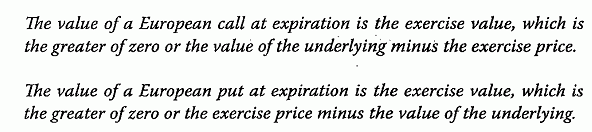 The value of a European call at expiration is the exercise value, which is
the greater of zero or the value of the underlying minus the exercise price.
The value of a European put at expiration is the exercise value, which is
the greater of zero or the exercise price minus the value of the underlying.